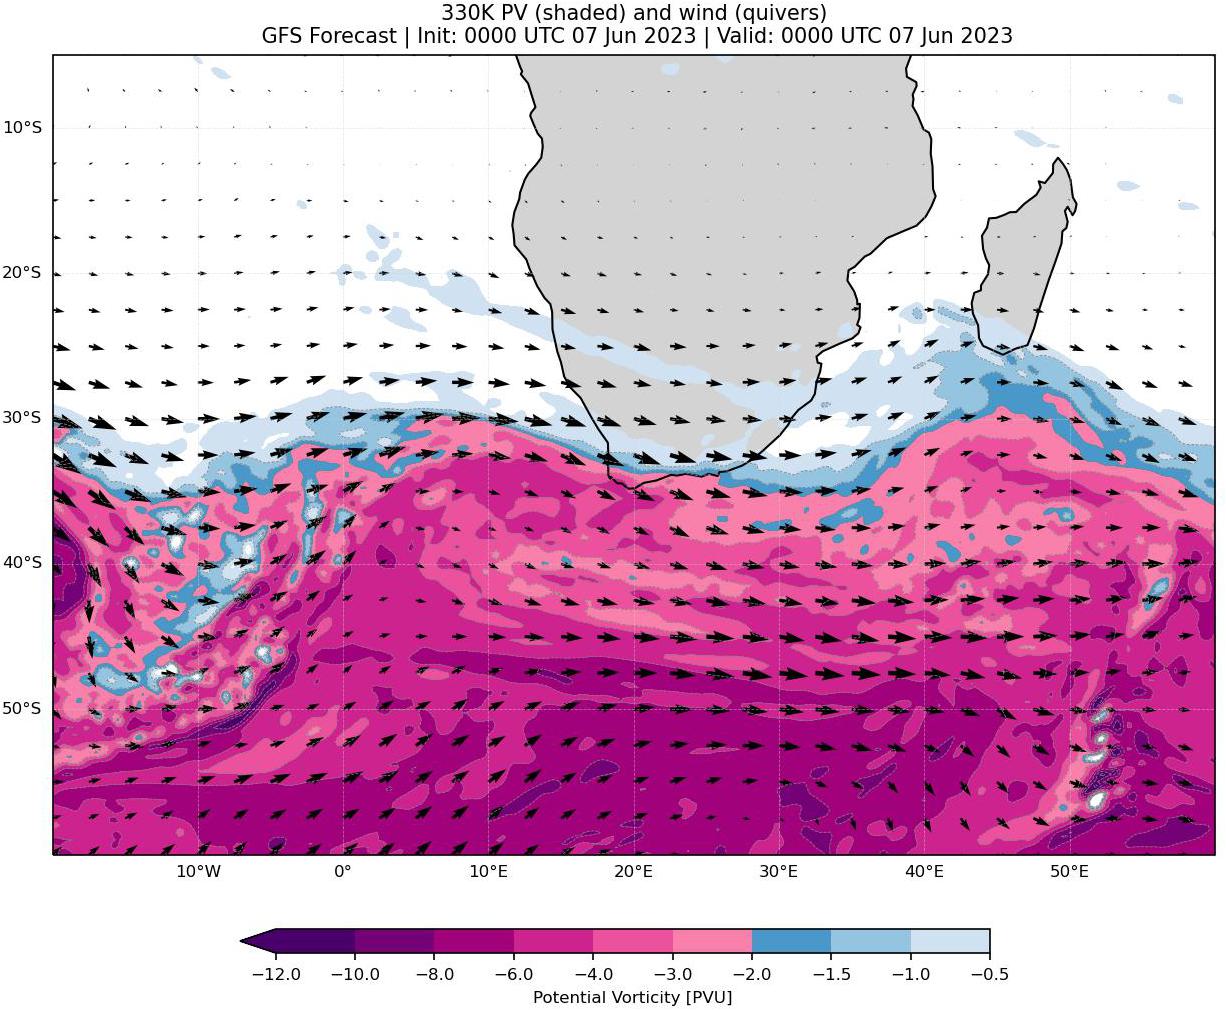 330K PV (shaded) and wind (quivers)
GFS Forecast | Init: 0000 UTC 07 Jun 2023 | Valid: 0000 UTC 07 Jun 2023
10°S
20°S
30°S
40°S
50°S
10°W 0° 10°E 20°E 30°E 40°E 50°E
−12.0 −10.0 −8.0 −6.0 −4.0 −3.0 −2.0 −1.5 −1.0 −0.5
Potential Vorticity [PVU]